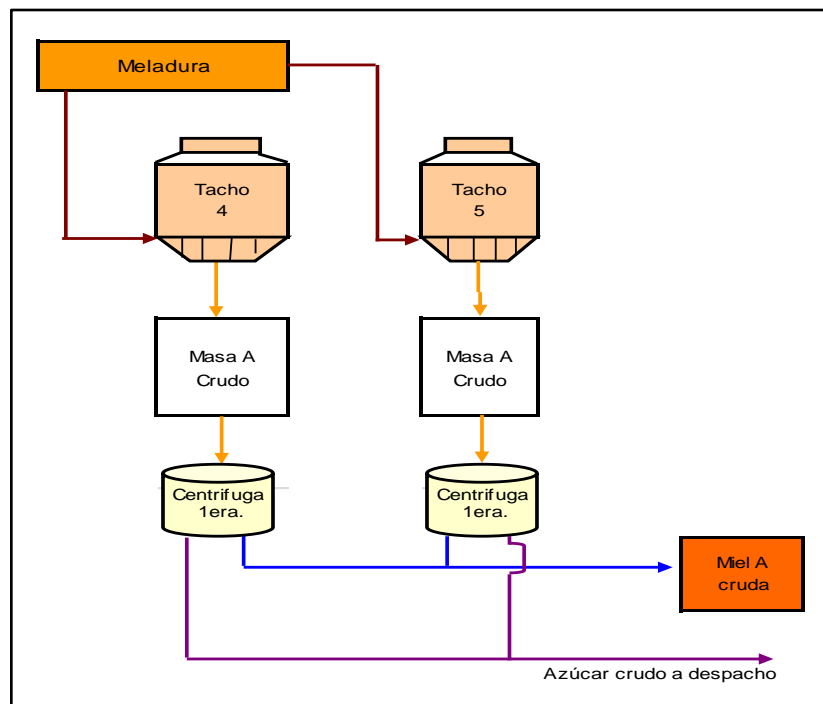 Meladura
Tacho
4
Tacho
5
Masa A
Crudo
Masa A
Crudo
Centrifuga
1era.
Centrifuga
1era.
Miel A
cruda
Azúcar crudo a despacho